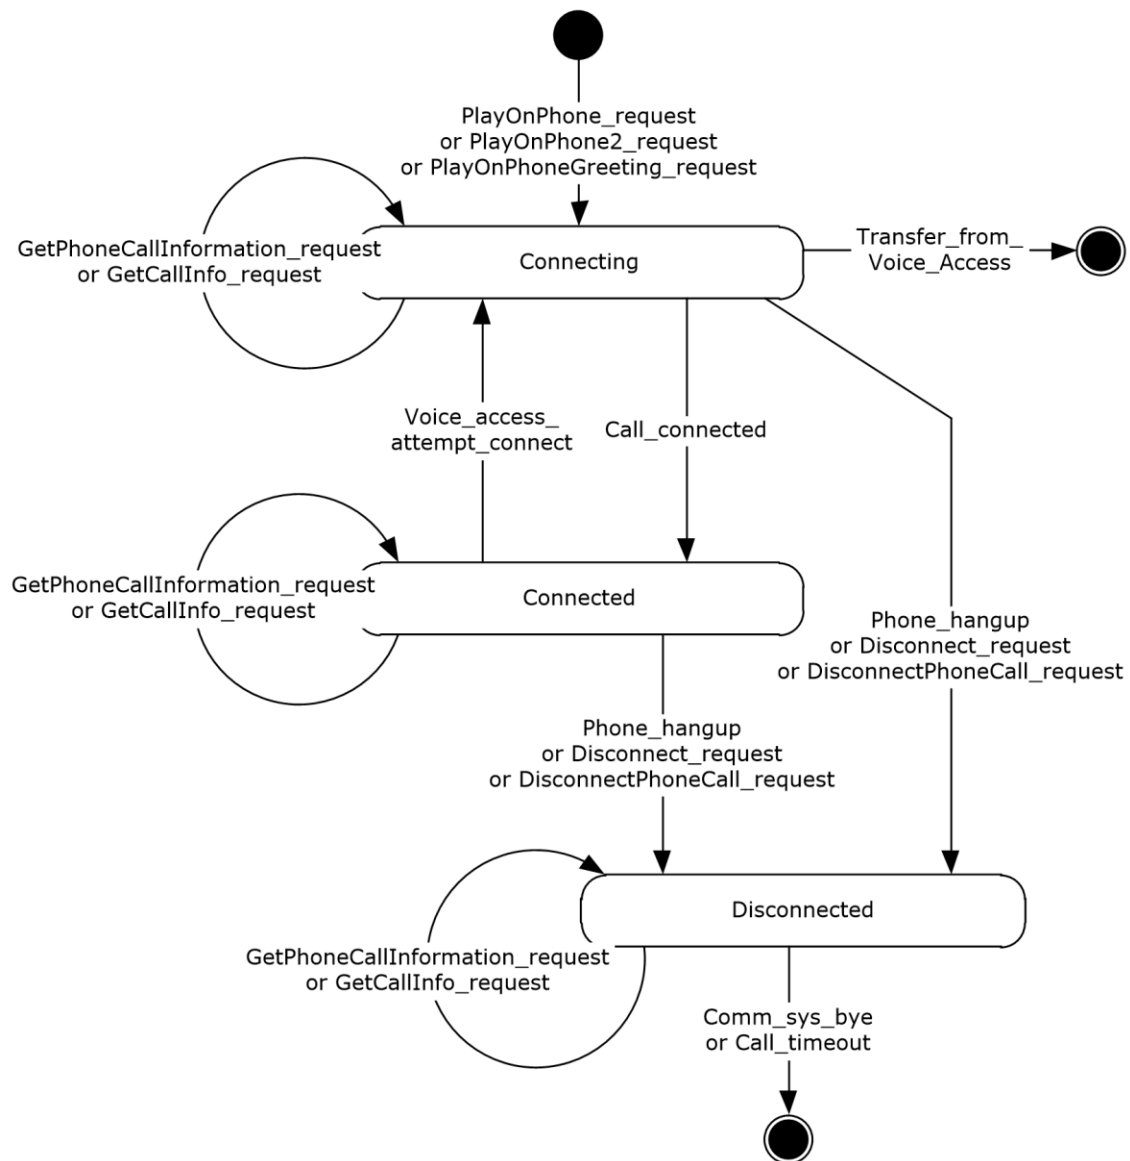 PlayOnPhone_request
or PlayOnPhone2_request
or PlayOnPhoneGreeting_request
GetPhoneCallInformation_request
or GetCallInfo_request
Connecting
Transfer_from_
Voice_Access
Voice_access_
attempt_connect
Call_connected
GetPhoneCallInformation_request
or GetCallInfo_request
Connected
Phone_hangup
or Disconnect_request
or DisconnectPhoneCall_request
Phone_hangup
or Disconnect_request
or DisconnectPhoneCall_request
Disconnected
GetPhoneCallInformation_request
or GetCallInfo_request
Comm_sys_bye
or Call_timeout